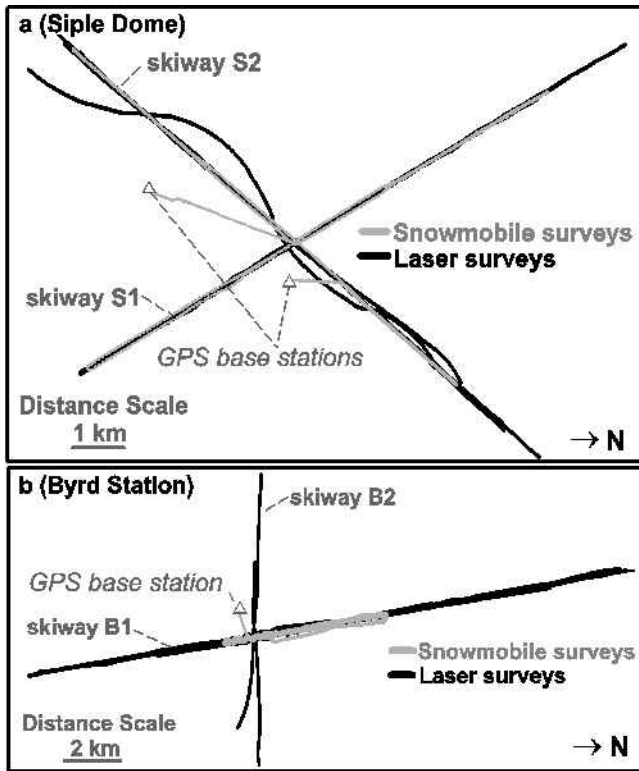 a (Siple Dome)
skiway S2
Snowmobile surveys
Laser surveys
skiway S1
GPS base stations
Distance Scale
1 km
→ N
b (Byrd Station)
skiway B2
GPS base station
skiway B1
Snowmobile surveys
Laser surveys
Distance Scale
2 km
→ N